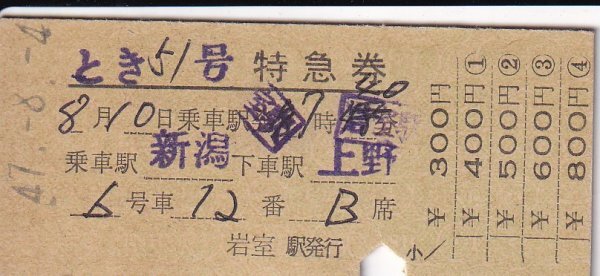 47.-8.-4
とき51号 特急券
8月10日乗車駅発17時20分発
乗車駅 新潟 下車駅 上野
6号車12番B席
岩室 駅発行
小
¥300円
¥400円①
¥500円②
¥600円③
¥800円④